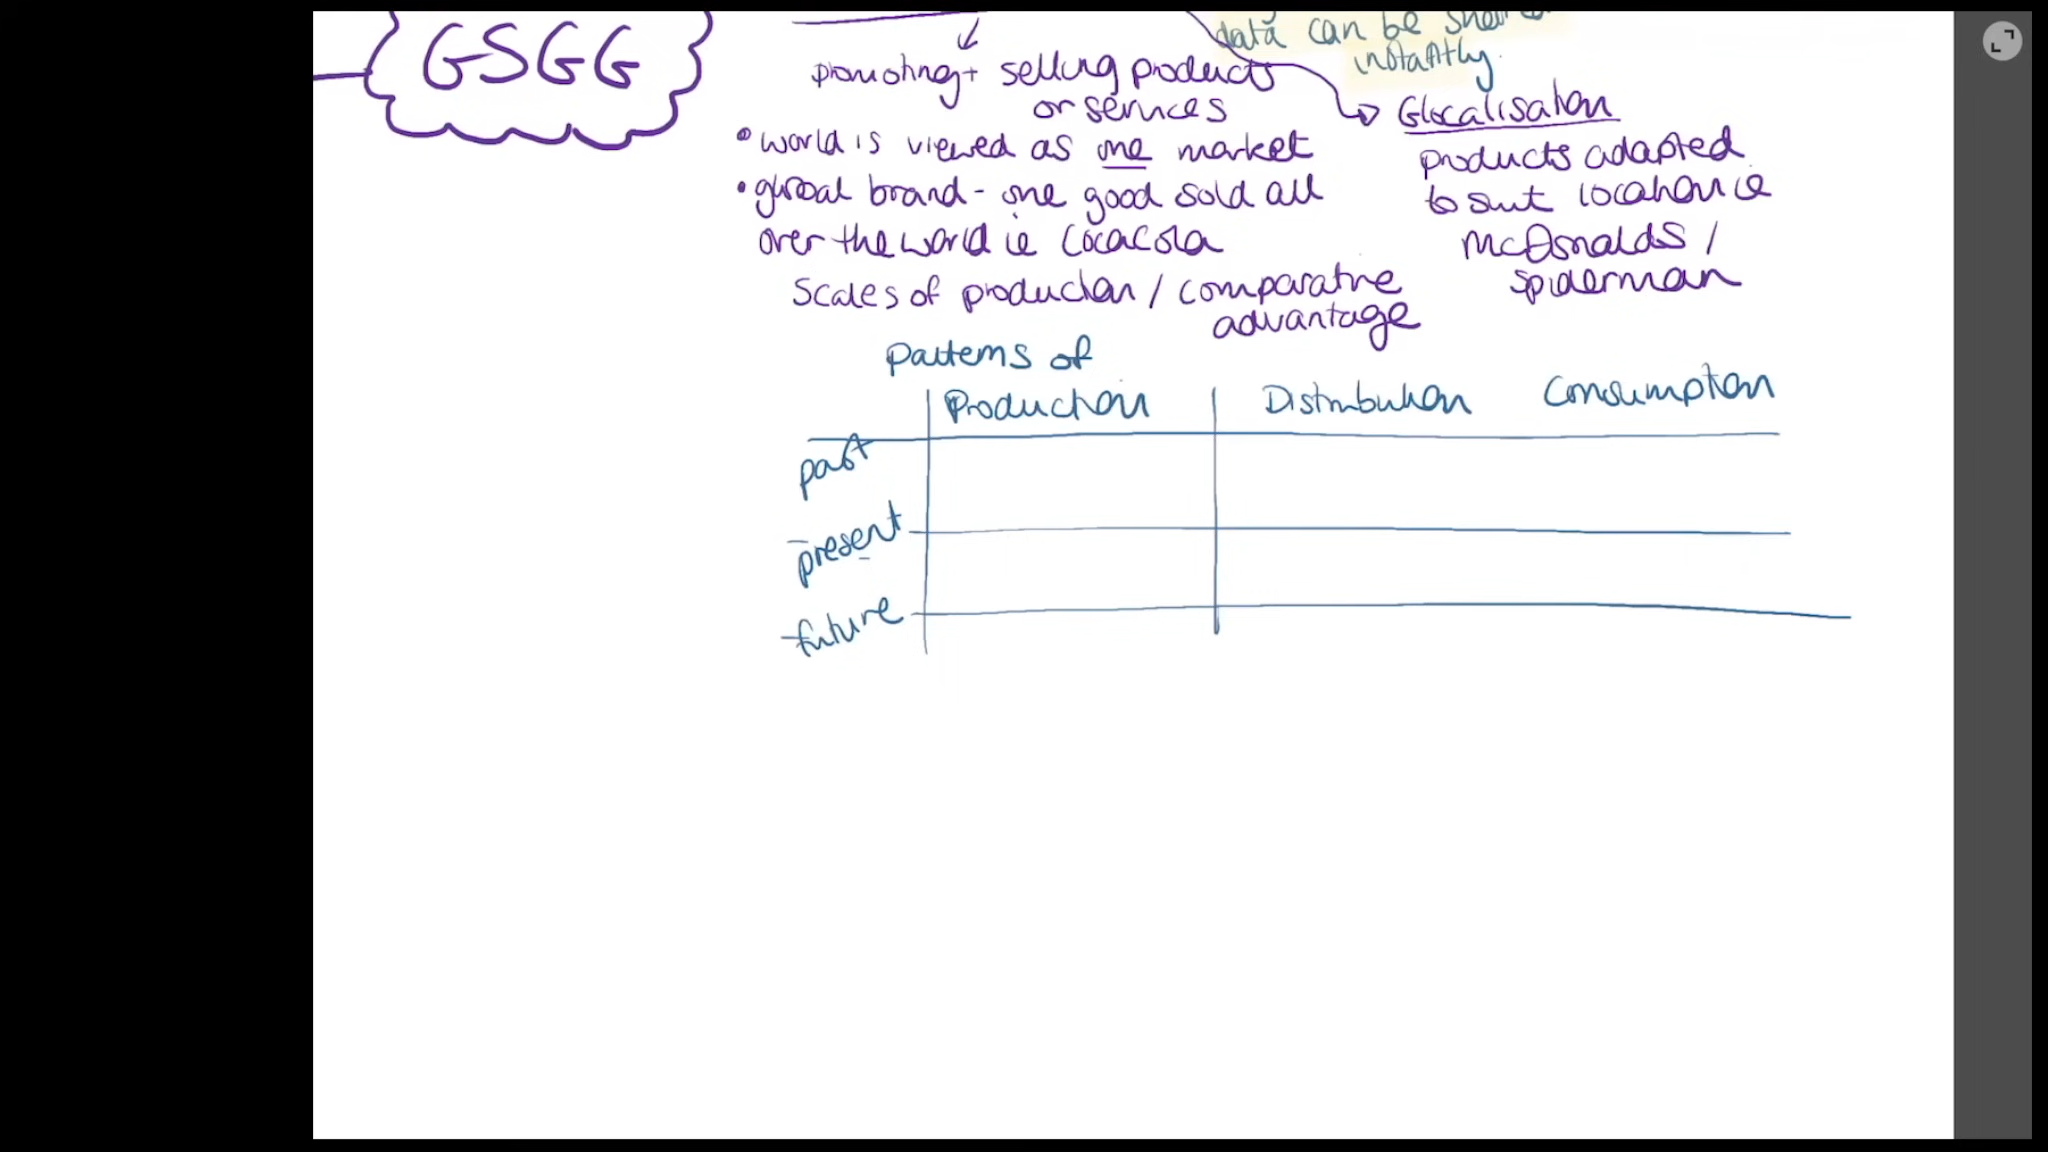 GSGG
data can be shared
instantly.
promoting + selling products
or services
• world is viewed as one market
• global brand - one good sold all
over the world ie CocaCola
Scales of production / comparative
advantage
Glocalisation
products adapted
to suit location ie
McDonalds /
spiderman
patterns of
Production Distribution Consumption
past
present
future